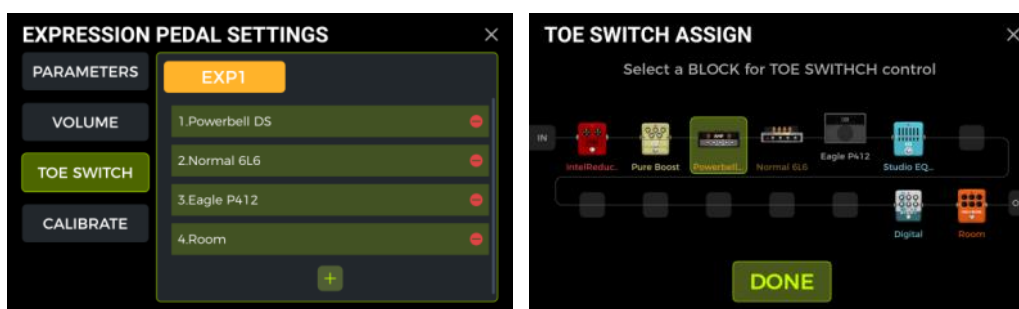 EXPRESSION PEDAL SETTINGS
PARAMETERS
VOLUME
TOE SWITCH
CALIBRATE
EXP1
1.Powerbell DS
2.Normal 6L6
3.Eagle P412
4.Room
TOE SWITCH ASSIGN
Select a BLOCK for TOE SWITHCH control
IN
IntelReduc.. Pure Boost Powerbell.. Normal 6L6 Eagle P412 Studio EQ..
Digital Room
DONE